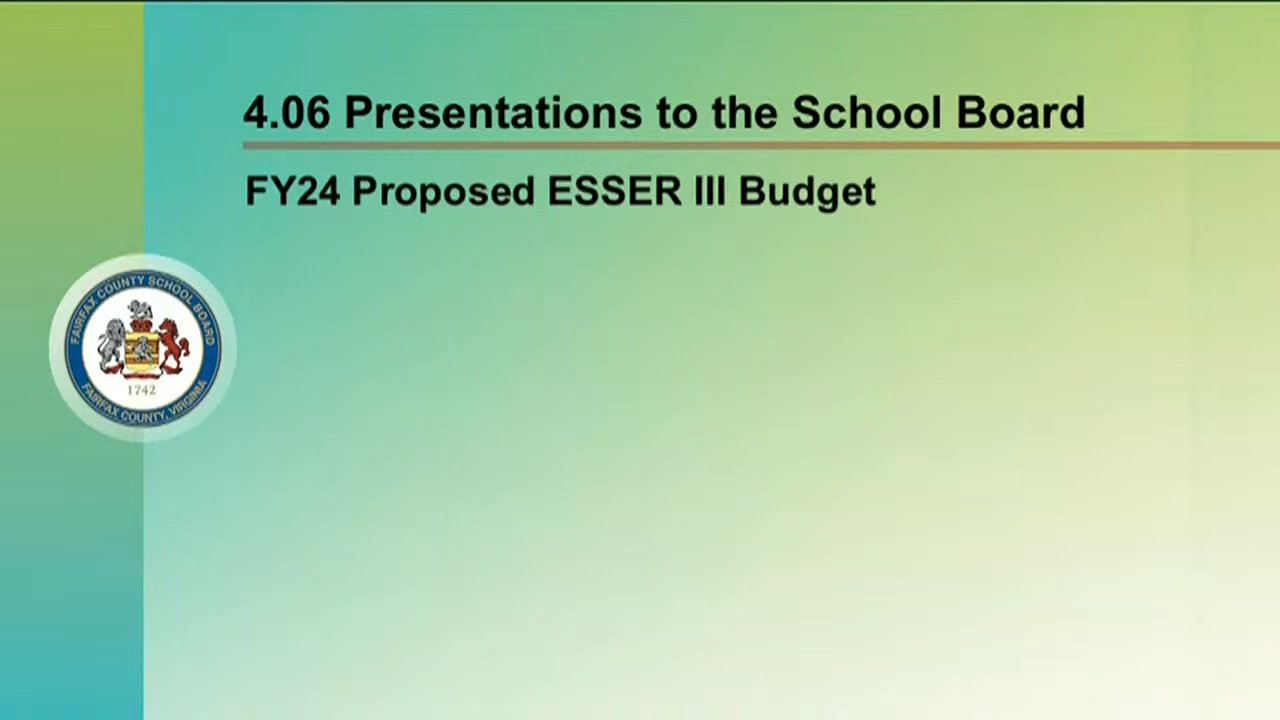 4.06 Presentations to the School Board
FY24 Proposed ESSER III Budget
FAIRFAX COUNTY SCHOOL BOARD
1742
FAIRFAX COUNTY, VIRGINIA